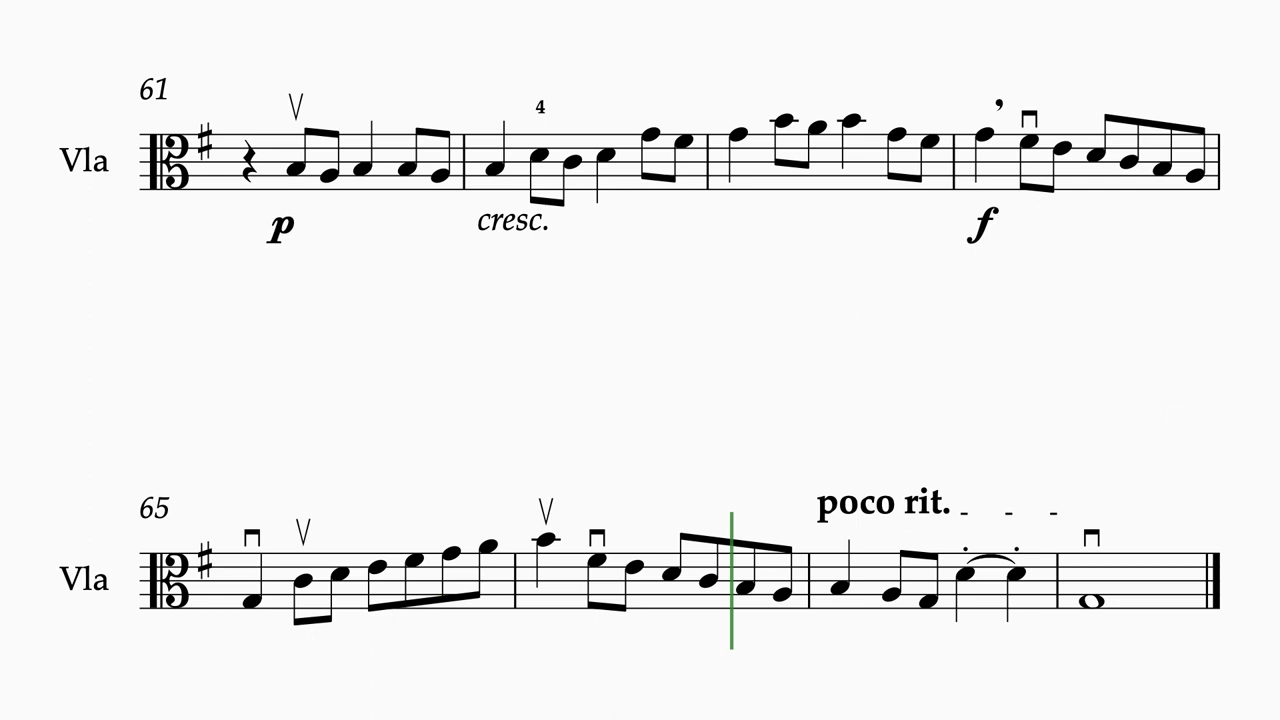 61
4
Vla
p
cresc.
f
65
poco rit. - - -
Vla